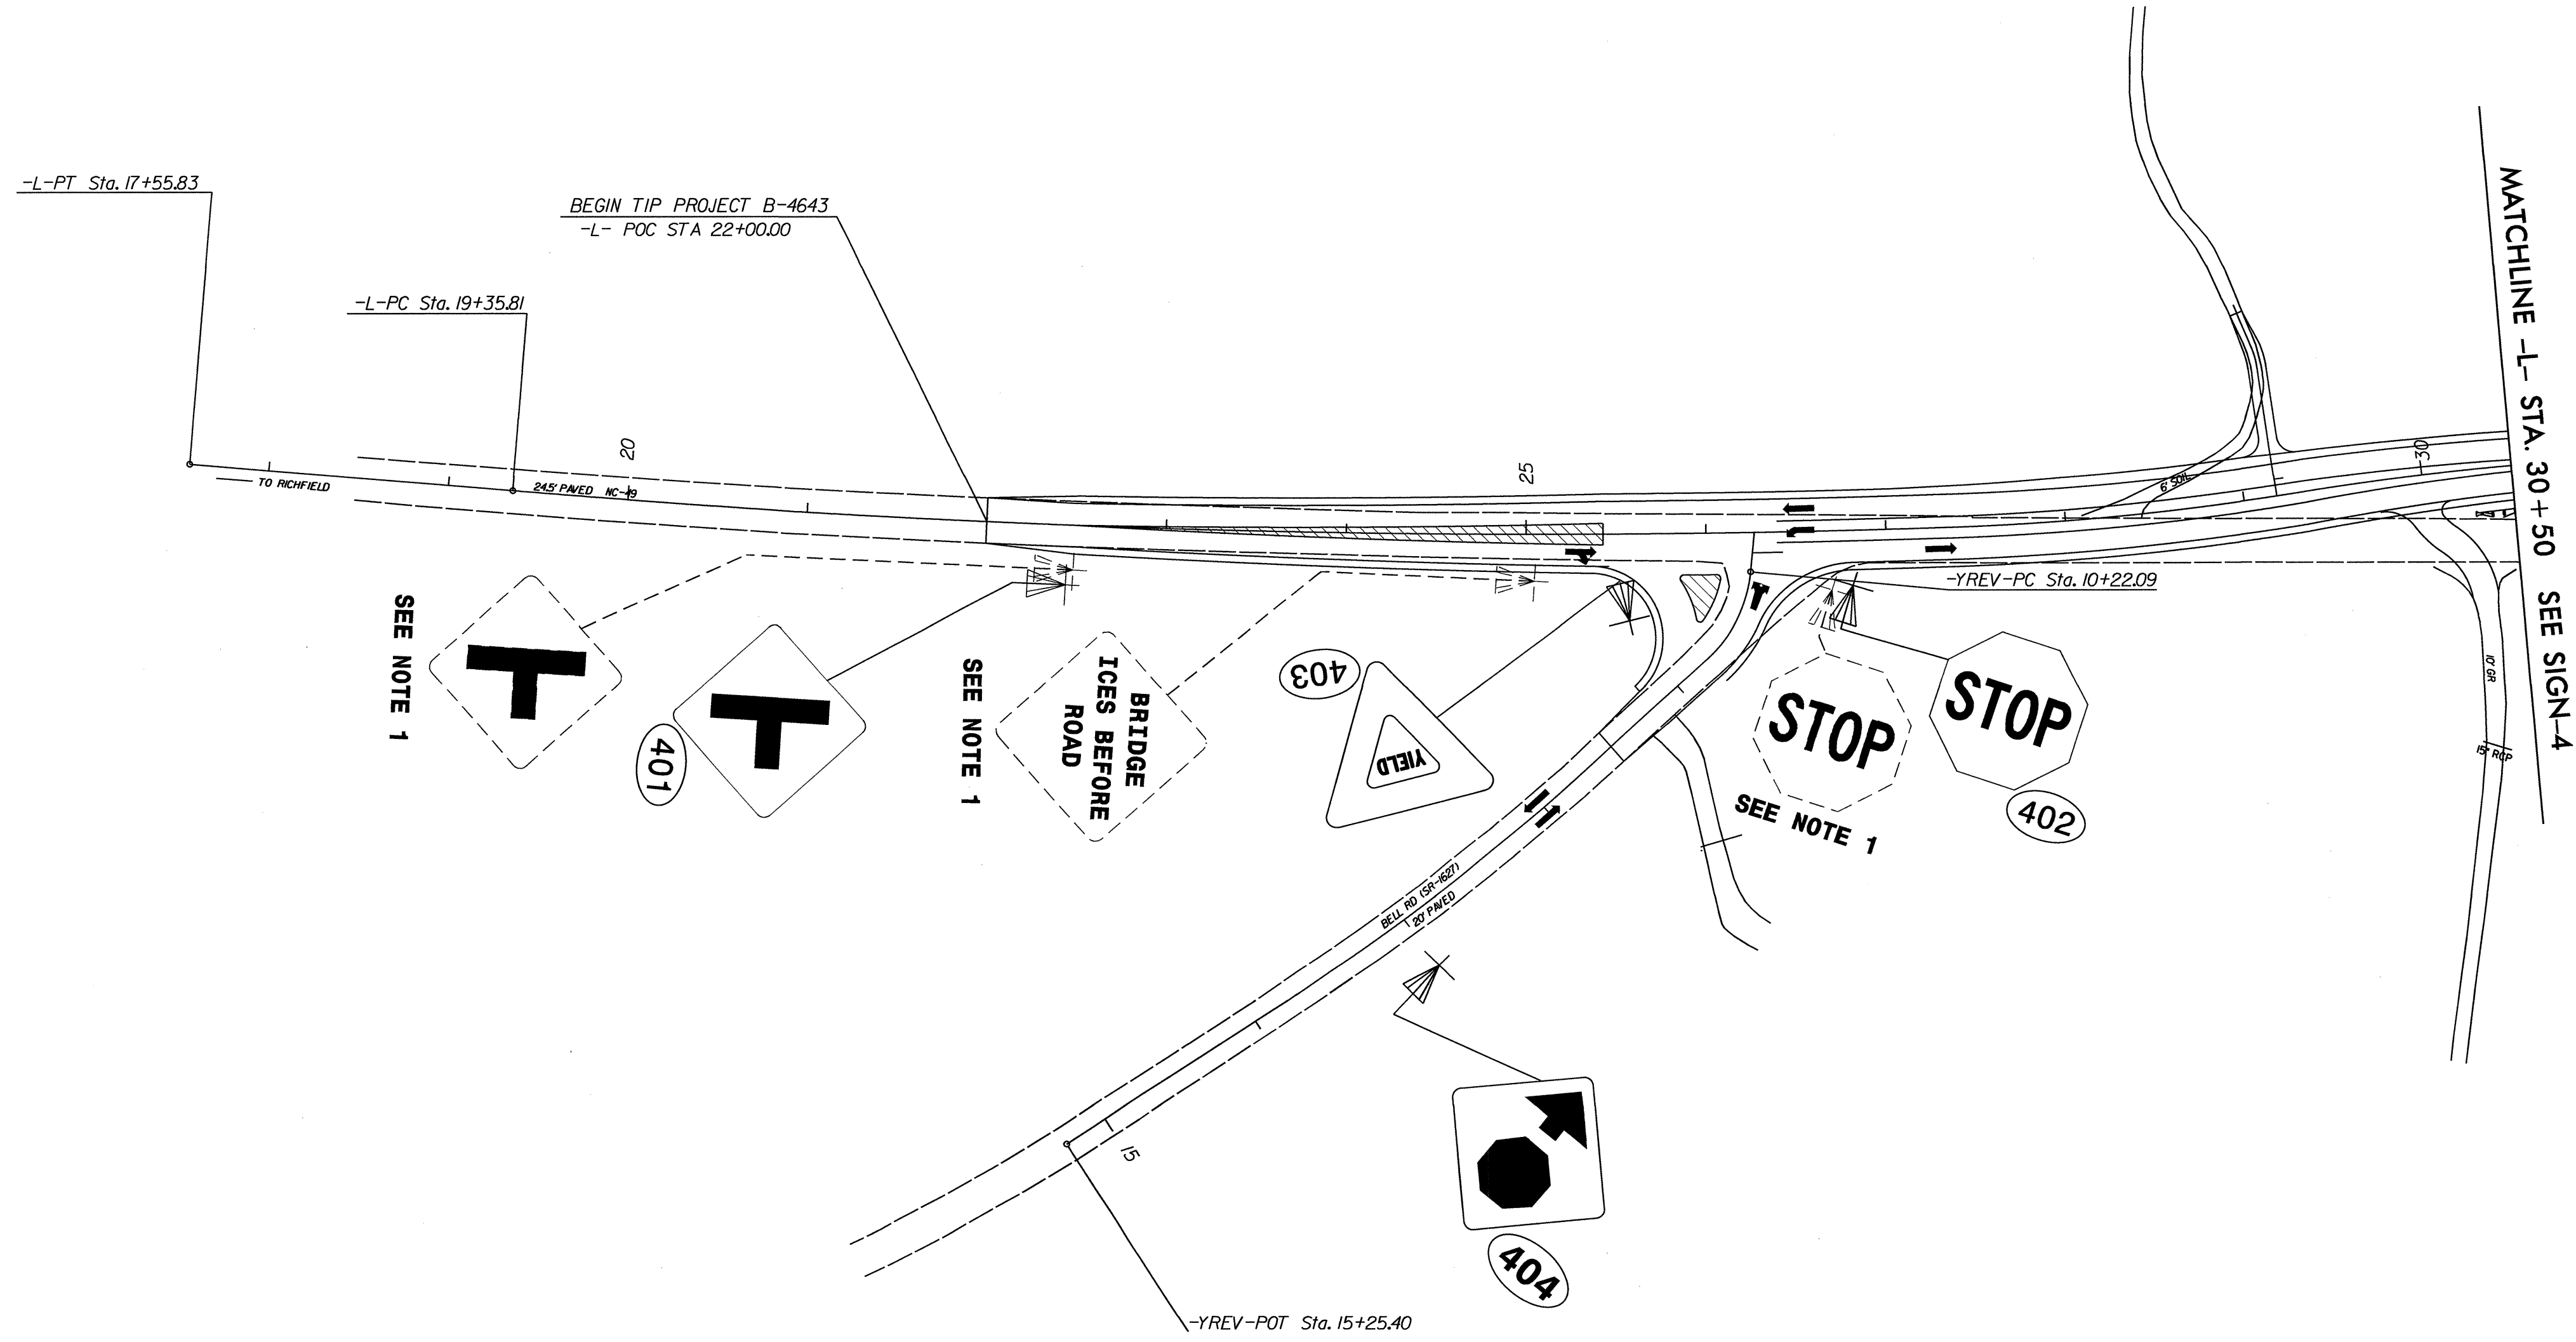 -L-PT Sta. 17+55.83
BEGIN TIP PROJECT B-4643
-L- POC STA 22+00.00
-L-PC Sta. 19+35.81
20
25
30
TO RICHFIELD
24.5' PAVED NC-49
6' SOIL
MATCHLINE -L- STA. 30+50 SEE SIGN-4
-YREV-PC Sta. 10+22.09
SEE NOTE 1
401
SEE NOTE 1
BRIDGE
ICES BEFORE
ROAD
403
YIELD
STOP
SEE NOTE 1
STOP
402
10' GR
15" RCP
BELL RD (SR-1627)
20' PAVED
15
404
-YREV-POT Sta. 15+25.40